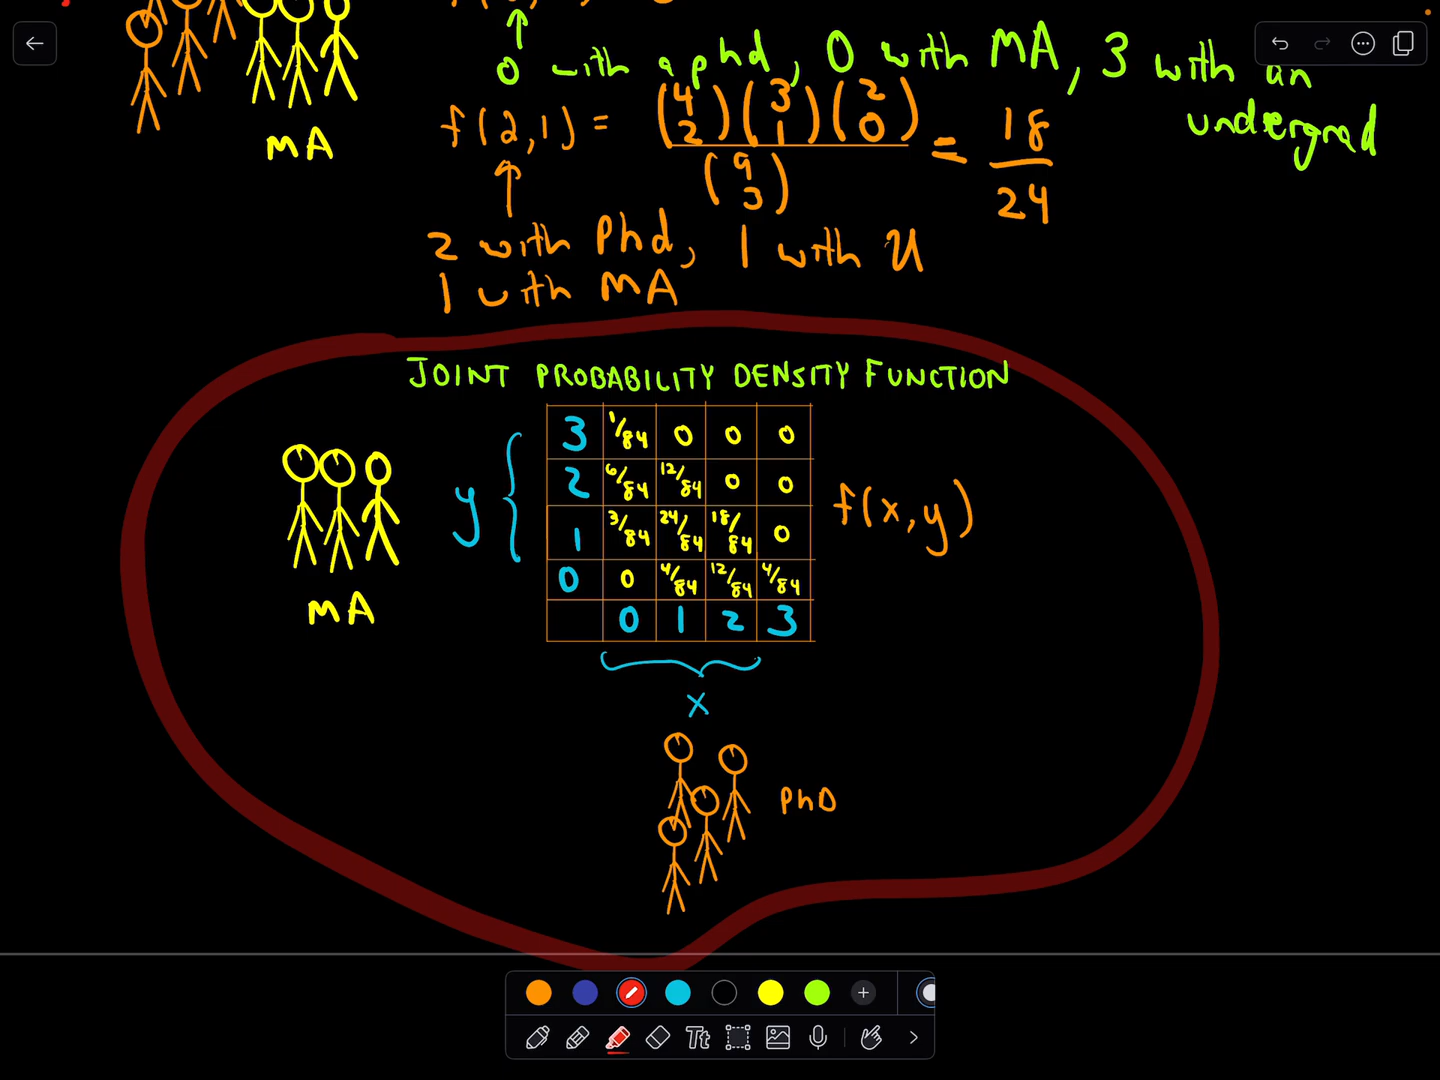 0 with a phd, 0 with MA, 3 with an
undergrad
MA
f(2,1) = (4 2)(3 1)(2 0) / (9 3) = 18/24
2 with Phd, 1 with U
1 with MA
JOINT PROBABILITY DENSITY FUNCTION
3 1/84 0 0 0
2 6/84 12/84 0 0
1 3/84 24/84 18/84 0
0 0 4/84 12/84 4/84
0 1 2 3
y
f(x,y)
MA
x
PhD
Tt